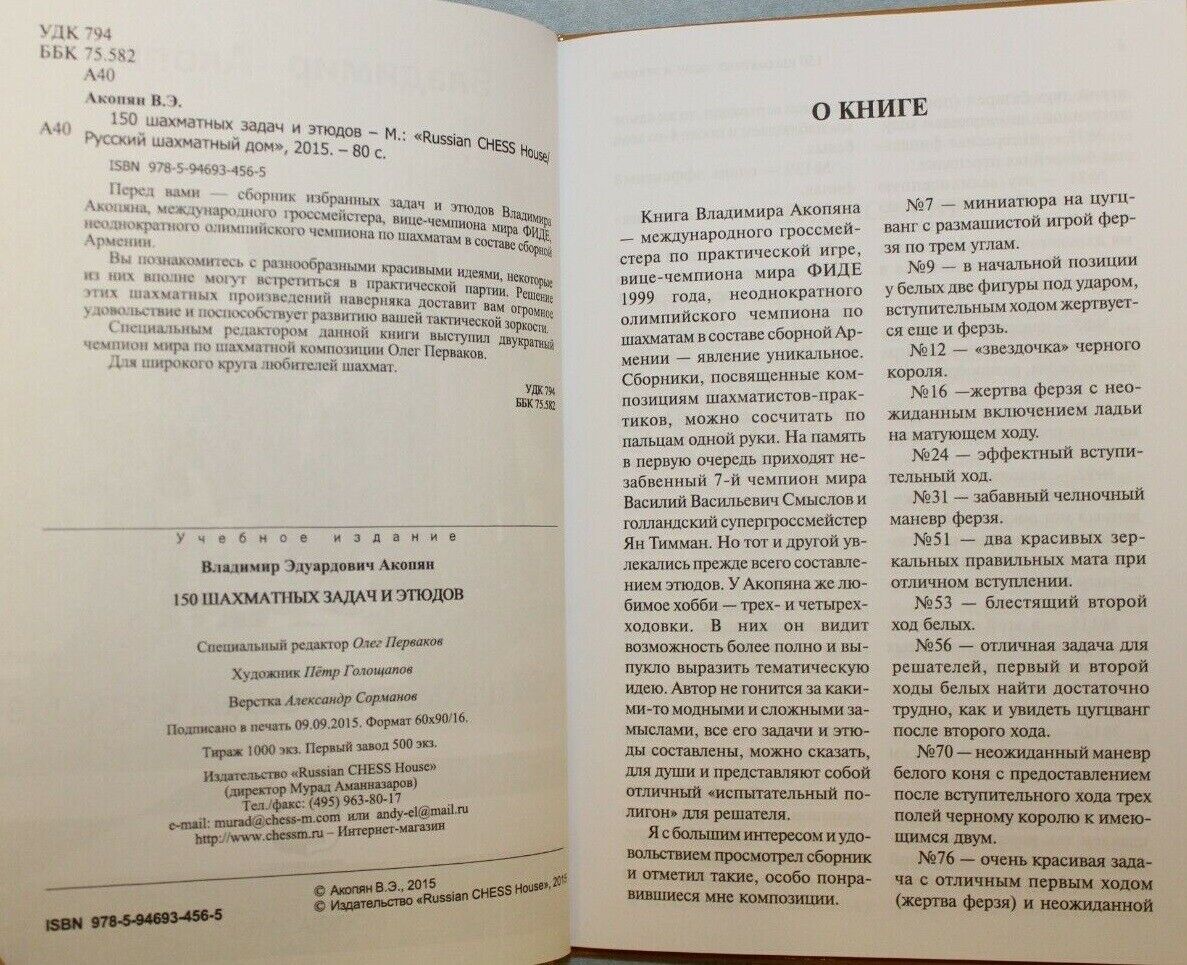 УДК 794
ББК 75.582
А40
Акопян В.Э.
А40
150 шахматных задач и этюдов – М.: «Russian CHESS House/
Русский шахматный дом», 2015. – 80 с.
ISBN 978-5-94693-456-5
Перед вами — сборник избранных задач и этюдов Владимира
Акопяна, международного гроссмейстера, вице-чемпиона мира ФИДЕ,
неоднократного олимпийского чемпиона по шахматам в составе сборной
Армении.
Вы познакомитесь с разнообразными красивыми идеями, некоторые
из них вполне могут встретиться в практической партии. Решение
этих шахматных произведений наверняка доставит вам огромное
удовольствие и поспособствует развитию вашей тактической зоркости.
Специальным редактором данной книги выступил двукратный
чемпион мира по шахматной композиции Олег Перваков.
Для широкого круга любителей шахмат.
УДК 794
ББК 75.582
Учебное издание
Владимир Эдуардович Акопян
150 ШАХМАТНЫХ ЗАДАЧ И ЭТЮДОВ
Специальный редактор Олег Перваков
Художник Пётр Голощапов
Верстка Александр Сорманов
Подписано в печать 09.09.2015. Формат 60х90/16.
Тираж 1000 экз. Первый завод 500 экз.
Издательство «Russian CHESS House»
(директор Мурад Аманназаров)
Тел./факс: (495) 963-80-17
e-mail: murad@chess-m.com или andy-el@mail.ru
http://www.chessm.ru – Интернет-магазин
© Акопян В.Э., 2015
© Издательство «Russian CHESS House», 2015
ISBN 978-5-94693-456-5
О КНИГЕ
Книга Владимира Акопяна
— международного гроссмей-
стера по практической игре,
вице-чемпиона мира ФИДЕ
1999 года, неоднократного
олимпийского чемпиона по
шахматам в составе сборной Ар-
мении — явление уникальное.
Сборники, посвященные ком-
позициям шахматистов-прак-
тиков, можно сосчитать по
пальцам одной руки. На память
в первую очередь приходят не-
забвенный 7-й чемпион мира
Василий Васильевич Смыслов и
голландский супергроссмейстер
Ян Тимман. Но тот и другой ув-
лекались прежде всего составле-
нием этюдов. У Акопяна же лю-
бимое хобби — трех- и четырех-
ходовки. В них он видит
возможность более полно и вы-
пукло выразить тематическую
идею. Автор не гонится за каки-
ми-то модными и сложными за-
мыслами, все его задачи и этю-
ды составлены, можно сказать,
для души и представляют собой
отличный «испытательный по-
лигон» для решателя.
Я с большим интересом и удо-
вольствием просмотрел сборник
и отметил такие, особо понра-
вившиеся мне композиции.
№7 — миниатюра на цугц-
ванг с размашистой игрой фер-
зя по трем углам.
№9 — в начальной позиции
у белых две фигуры под ударом,
вступительным ходом жертвует-
ся еще и ферзь.
№12 — «звездочка» черного
короля.
№16 —жертва ферзя с нео-
жиданным включением ладьи
на матующем ходу.
№24 — эффектный вступи-
тельный ход.
№31 — забавный челночный
маневр ферзя.
№51 — два красивых зер-
кальных правильных мата при
отличном вступлении.
№53 — блестящий второй
ход белых.
№56 — отличная задача для
решателей, первый и второй
ходы белых найти достаточно
трудно, как и увидеть цугцванг
после второго хода.
№70 — неожиданный маневр
белого коня с предоставлением
после вступительного хода трех
полей черному королю к имею-
щимся двум.
№76 — очень красивая зада-
ча с отличным первым ходом
(жертва ферзя) и неожиданной